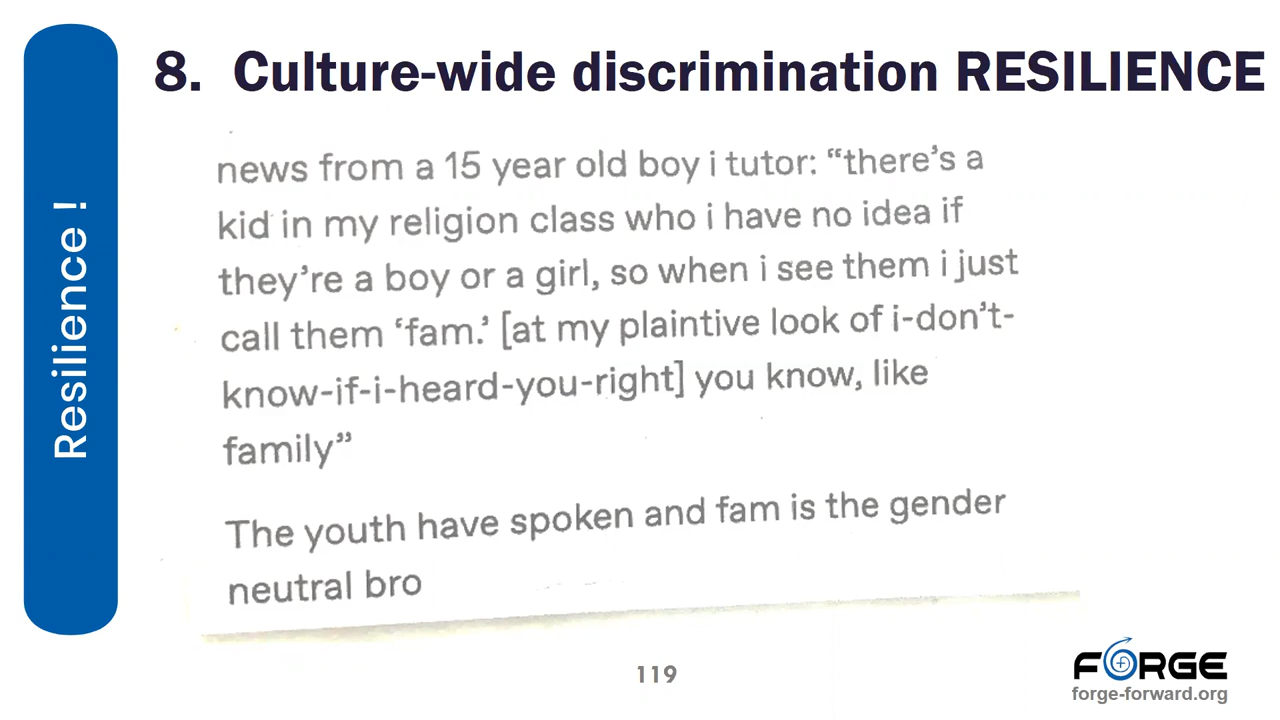 8. Culture-wide discrimination RESILIENCE
Resilience !
news from a 15 year old boy i tutor: “there’s a
kid in my religion class who i have no idea if
they’re a boy or a girl, so when i see them i just
call them ‘fam.’ [at my plaintive look of i-don’t-
know-if-i-heard-you-right] you know, like
family”
The youth have spoken and fam is the gender
neutral bro
119
FORGE
forge-forward.org